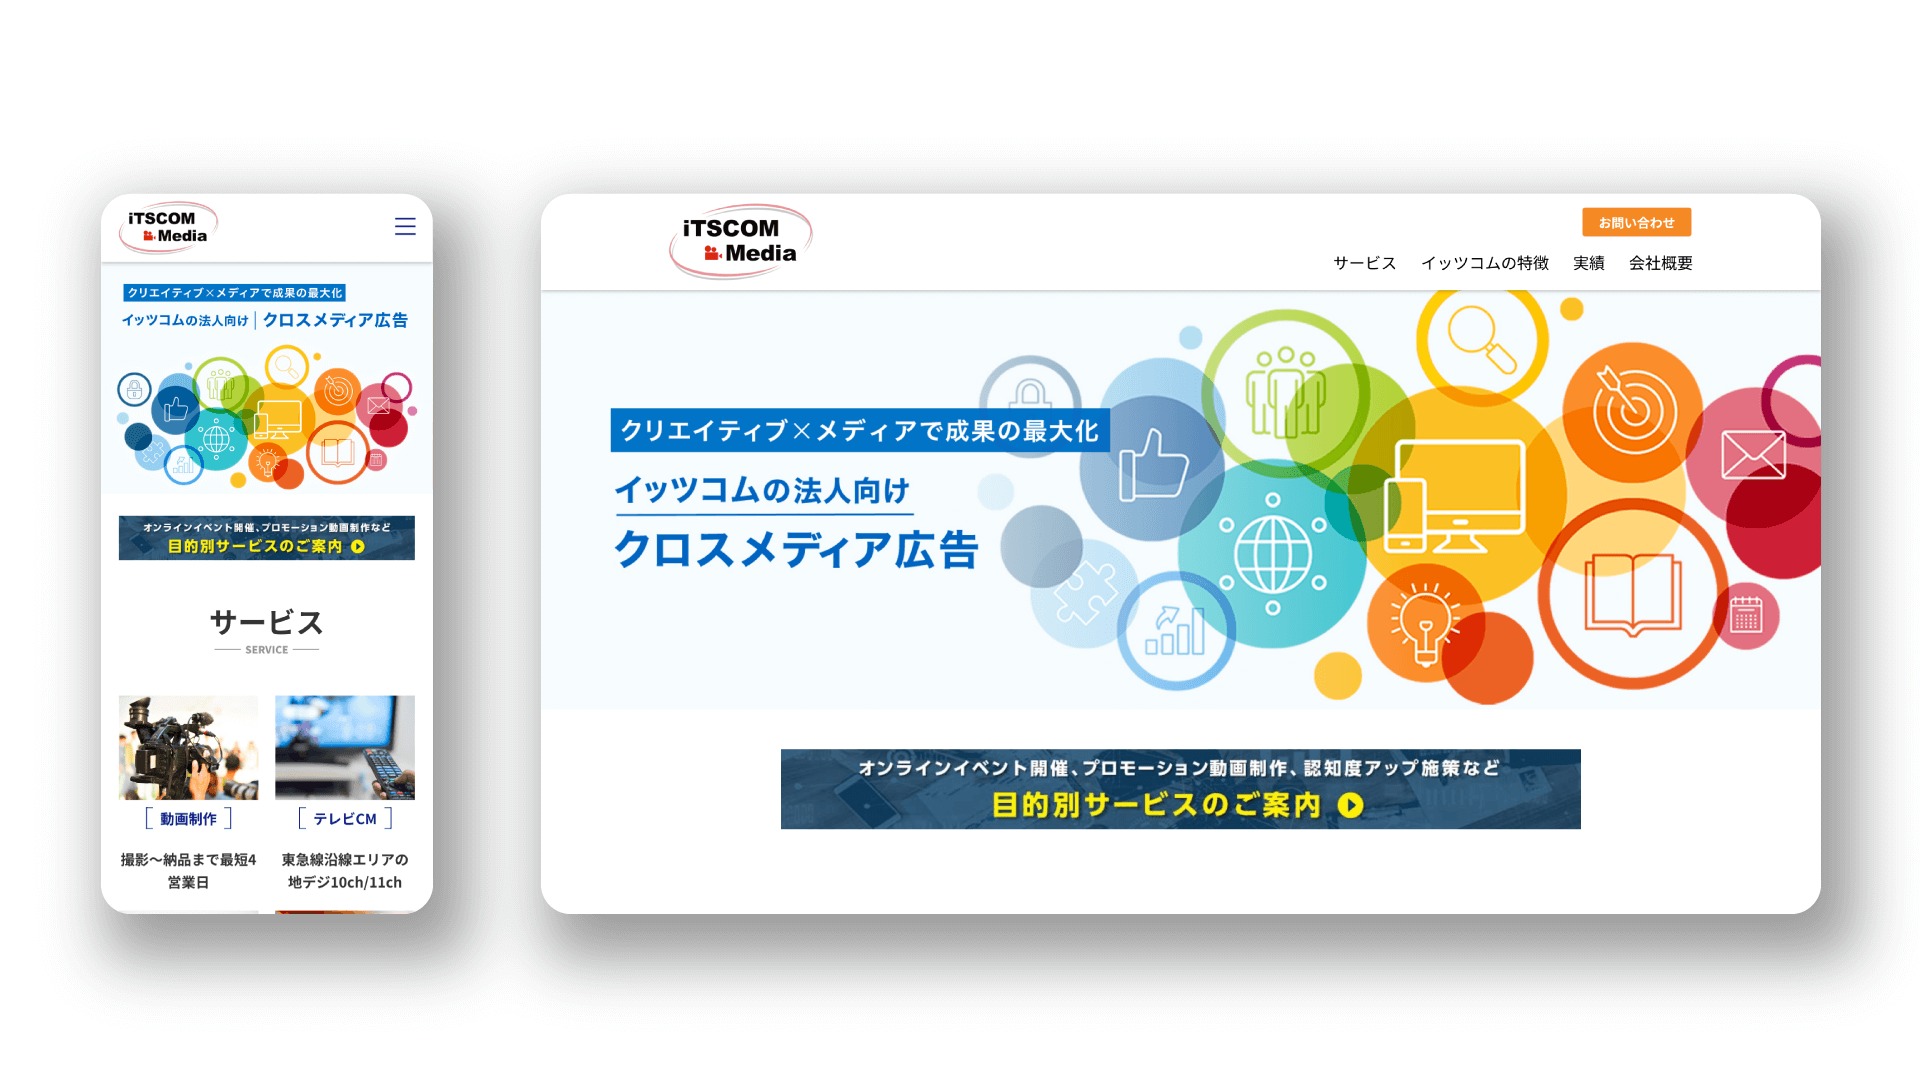 iTSCOM
Media
クリエイティブ×メディアで成果の最大化
イッツコムの法人向け クロスメディア広告
オンラインイベント開催、プロモーション動画制作など
目的別サービスのご案内
サービス
SERVICE
動画制作
テレビCM
撮影〜納品まで最短4
営業日
東急線沿線エリアの
地デジ10ch/11ch
iTSCOM
Media
お問い合わせ
サービス イッツコムの特徴 実績 会社概要
クリエイティブ×メディアで成果の最大化
イッツコムの法人向け
クロスメディア広告
オンラインイベント開催、プロモーション動画制作、認知度アップ施策など
目的別サービスのご案内